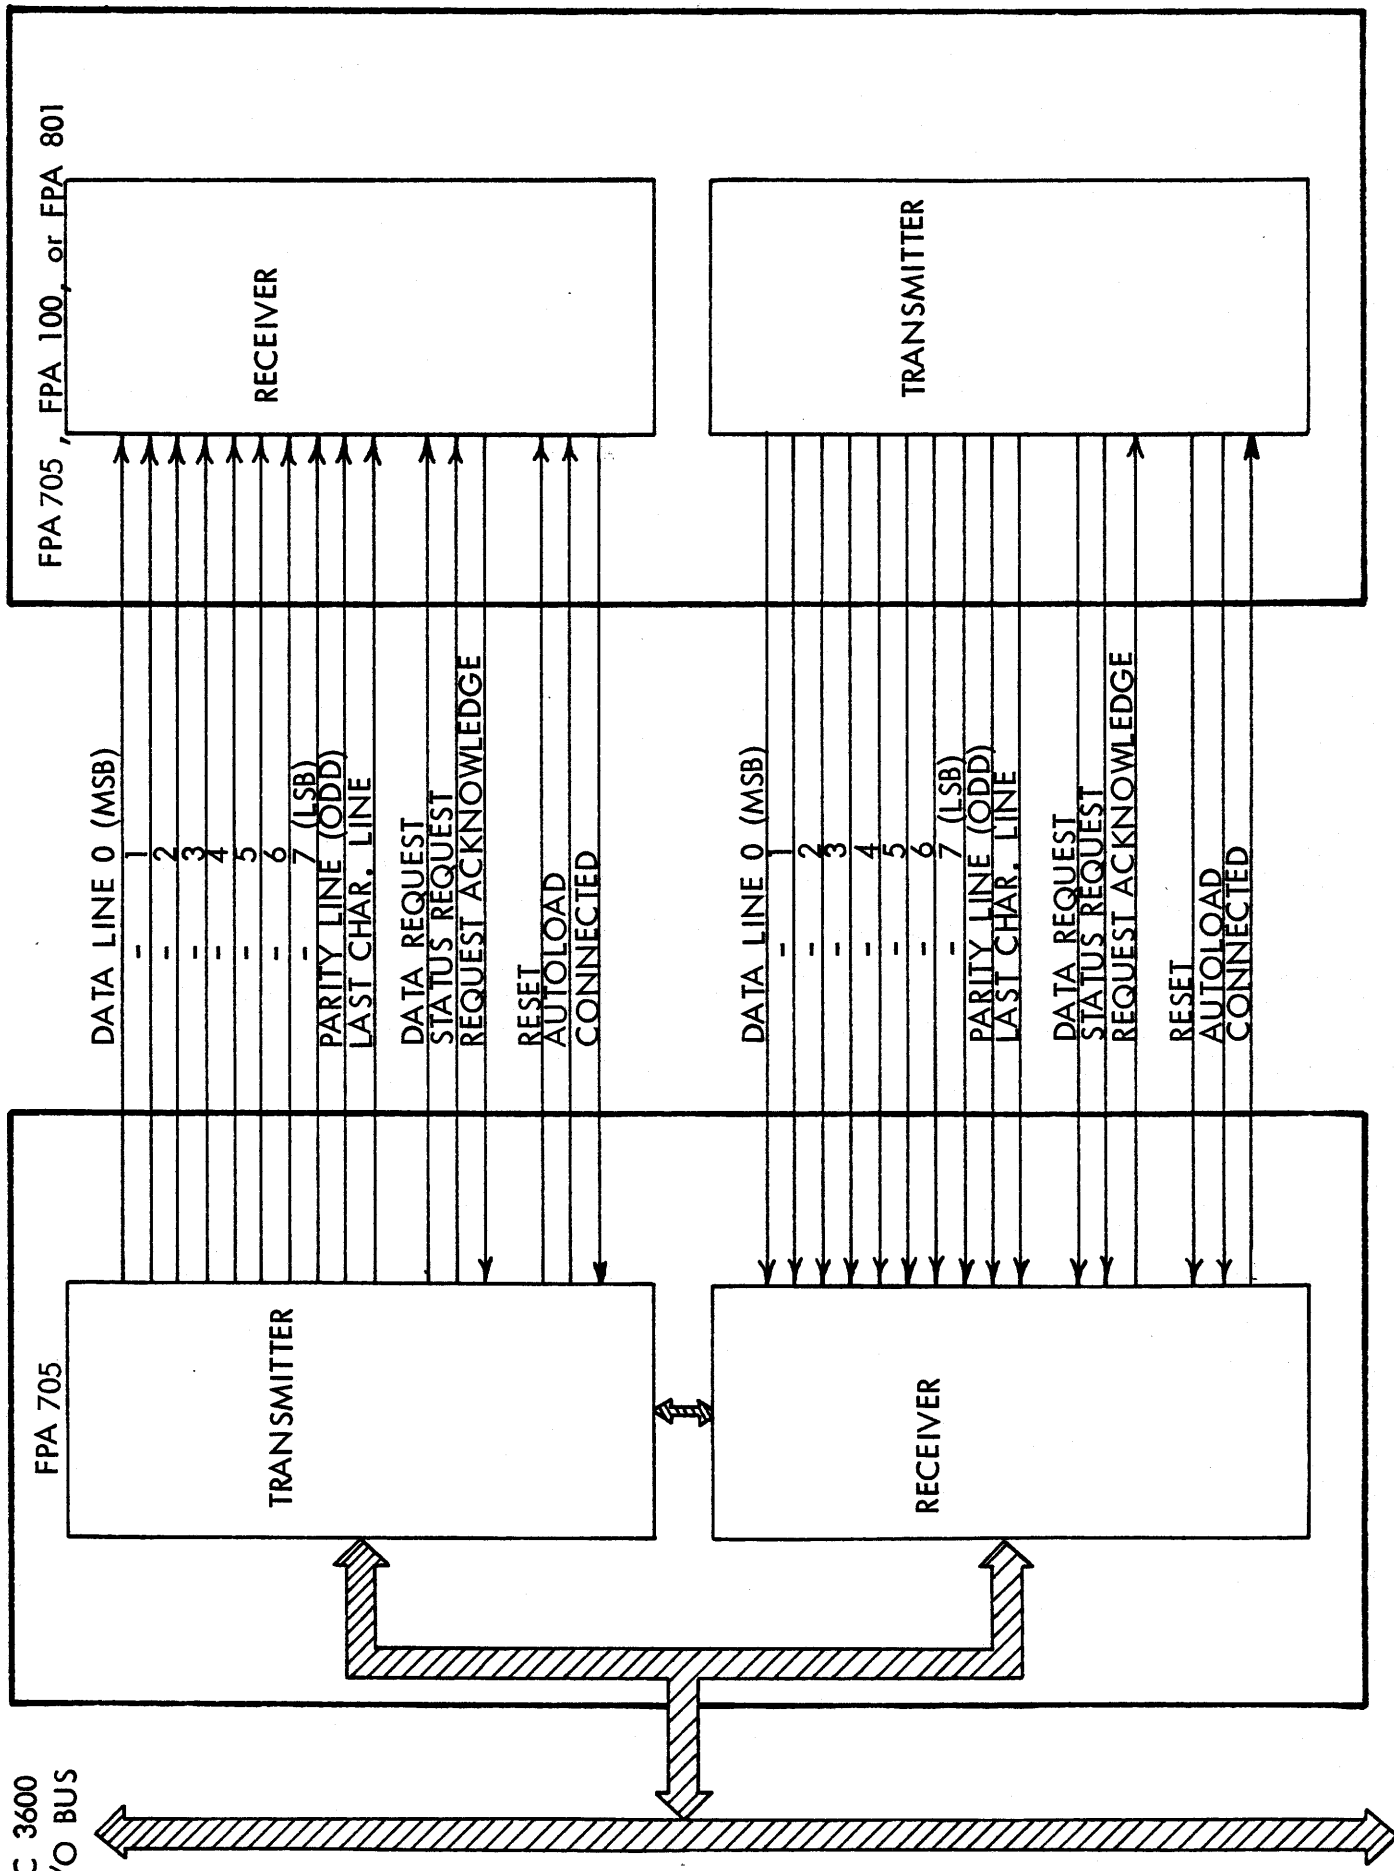 FPA 705
TRANSMITTER
RECEIVER
DATA LINE 0 (MSB)
- 1
- 2
- 3
- 4
- 5
- 6
- 7 (LSB)
PARITY LINE (ODD)
LAST CHAR. LINE
DATA REQUEST
STATUS REQUEST
REQUEST ACKNOWLEDGE
RESET
AUTOLOAD
CONNECTED
DATA LINE 0 (MSB)
- 1
- 2
- 3
- 4
- 5
- 6
- 7 (LSB)
PARITY LINE (ODD)
LAST CHAR. LINE
DATA REQUEST
STATUS REQUEST
REQUEST ACKNOWLEDGE
RESET
AUTOLOAD
CONNECTED
FPA 705, FPA 100, or FPA 801
RECEIVER
TRANSMITTER
C 3600
/O BUS